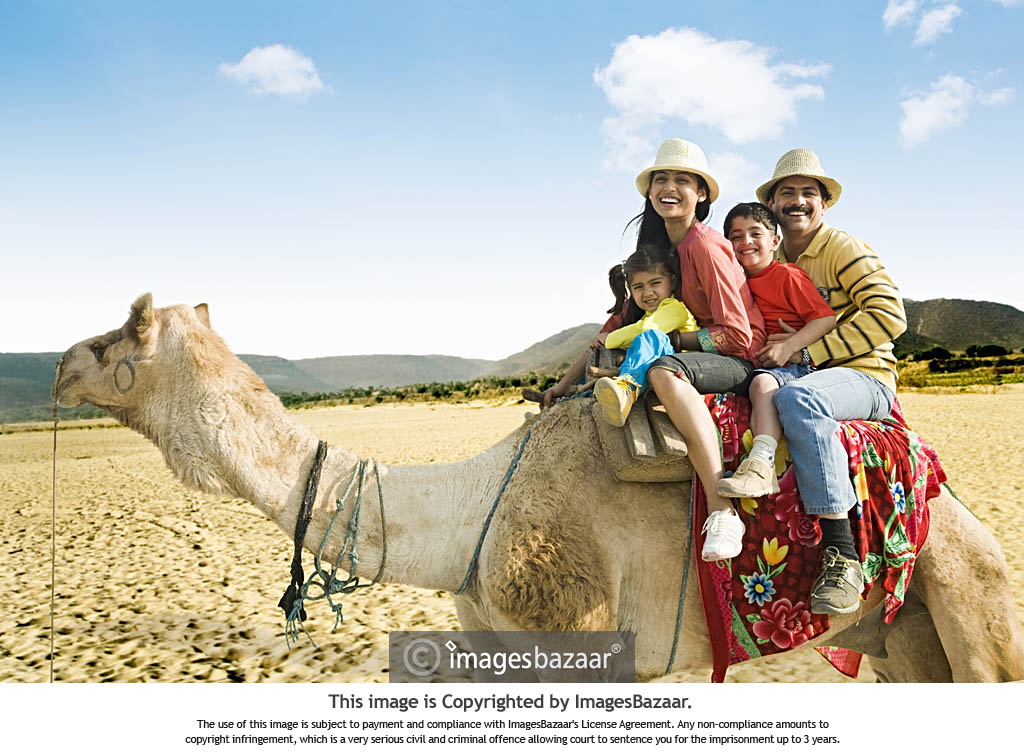 © imagesbazaar®
This image is Copyrighted by ImagesBazaar.
The use of this image is subject to payment and compliance with ImagesBazaar's License Agreement. Any non-compliance amounts to
copyright infringement, which is a very serious civil and criminal offence allowing court to sentence you for the imprisonment up to 3 years.